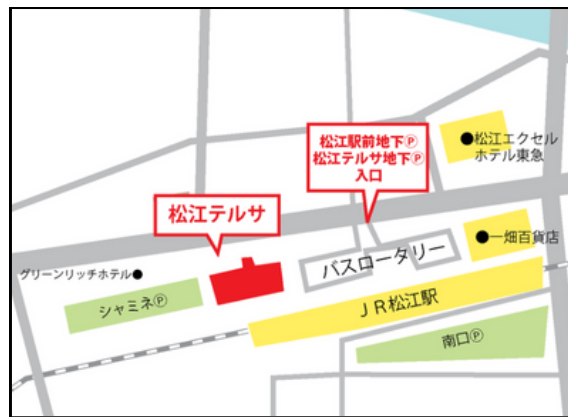 松江駅前地下Ⓟ
松江テルサ地下Ⓟ
入口
●松江エクセル
ホテル東急
松江テルサ
●一畑百貨店
バスロータリー
グリーンリッチホテル●
シャミネⓅ
JR松江駅
南口Ⓟ